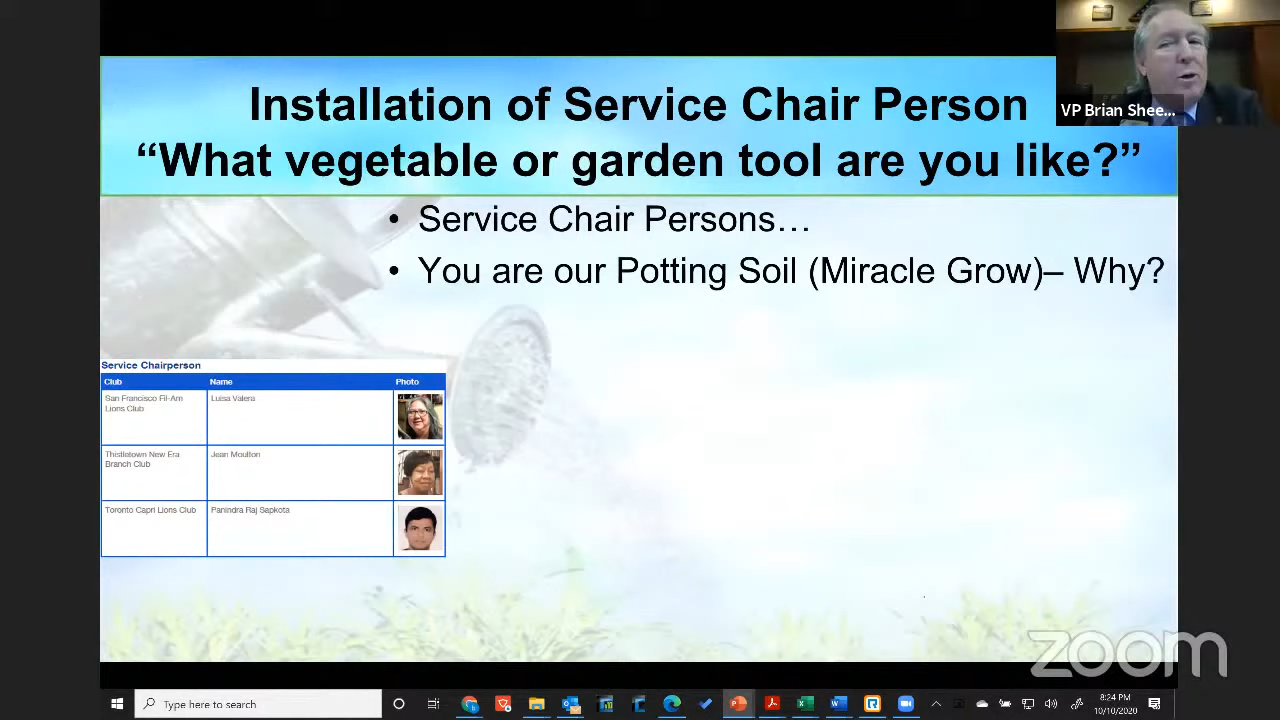 Installation of Service Chair Person
“What vegetable or garden tool are you like?”
VP Brian Shee...
• Service Chair Persons…
• You are our Potting Soil (Miracle Grow)– Why?
Service Chairperson
Club Name Photo
San Francisco Fil-Am
Lions Club
Luisa Valera
Thistletown New Era
Branch Club
Jean Moulton
Toronto Capri Lions Club
Panindra Raj Sapkota
zoom
Type here to search
8:24 PM
10/10/2020